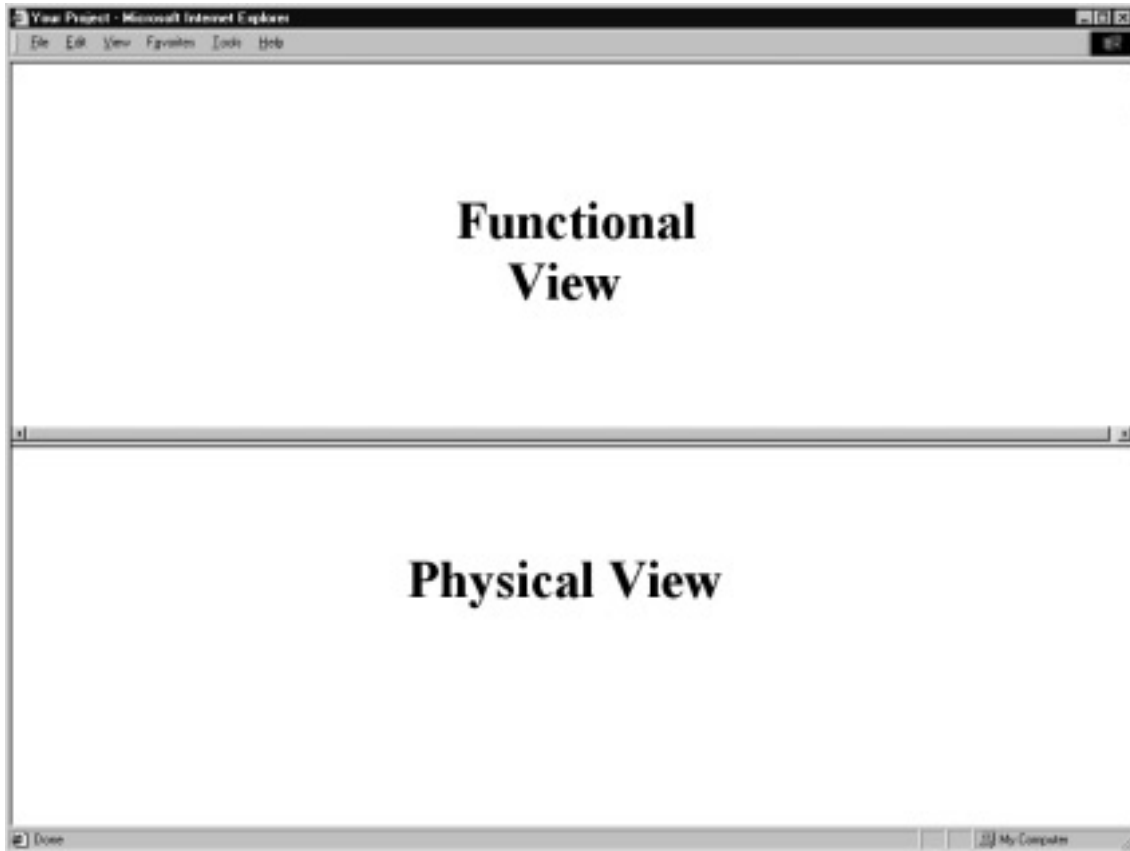 Your Project - Microsoft Internet Explorer
File Edit View Favorites Tools Help
Functional
View
Physical View
Done
My Computer